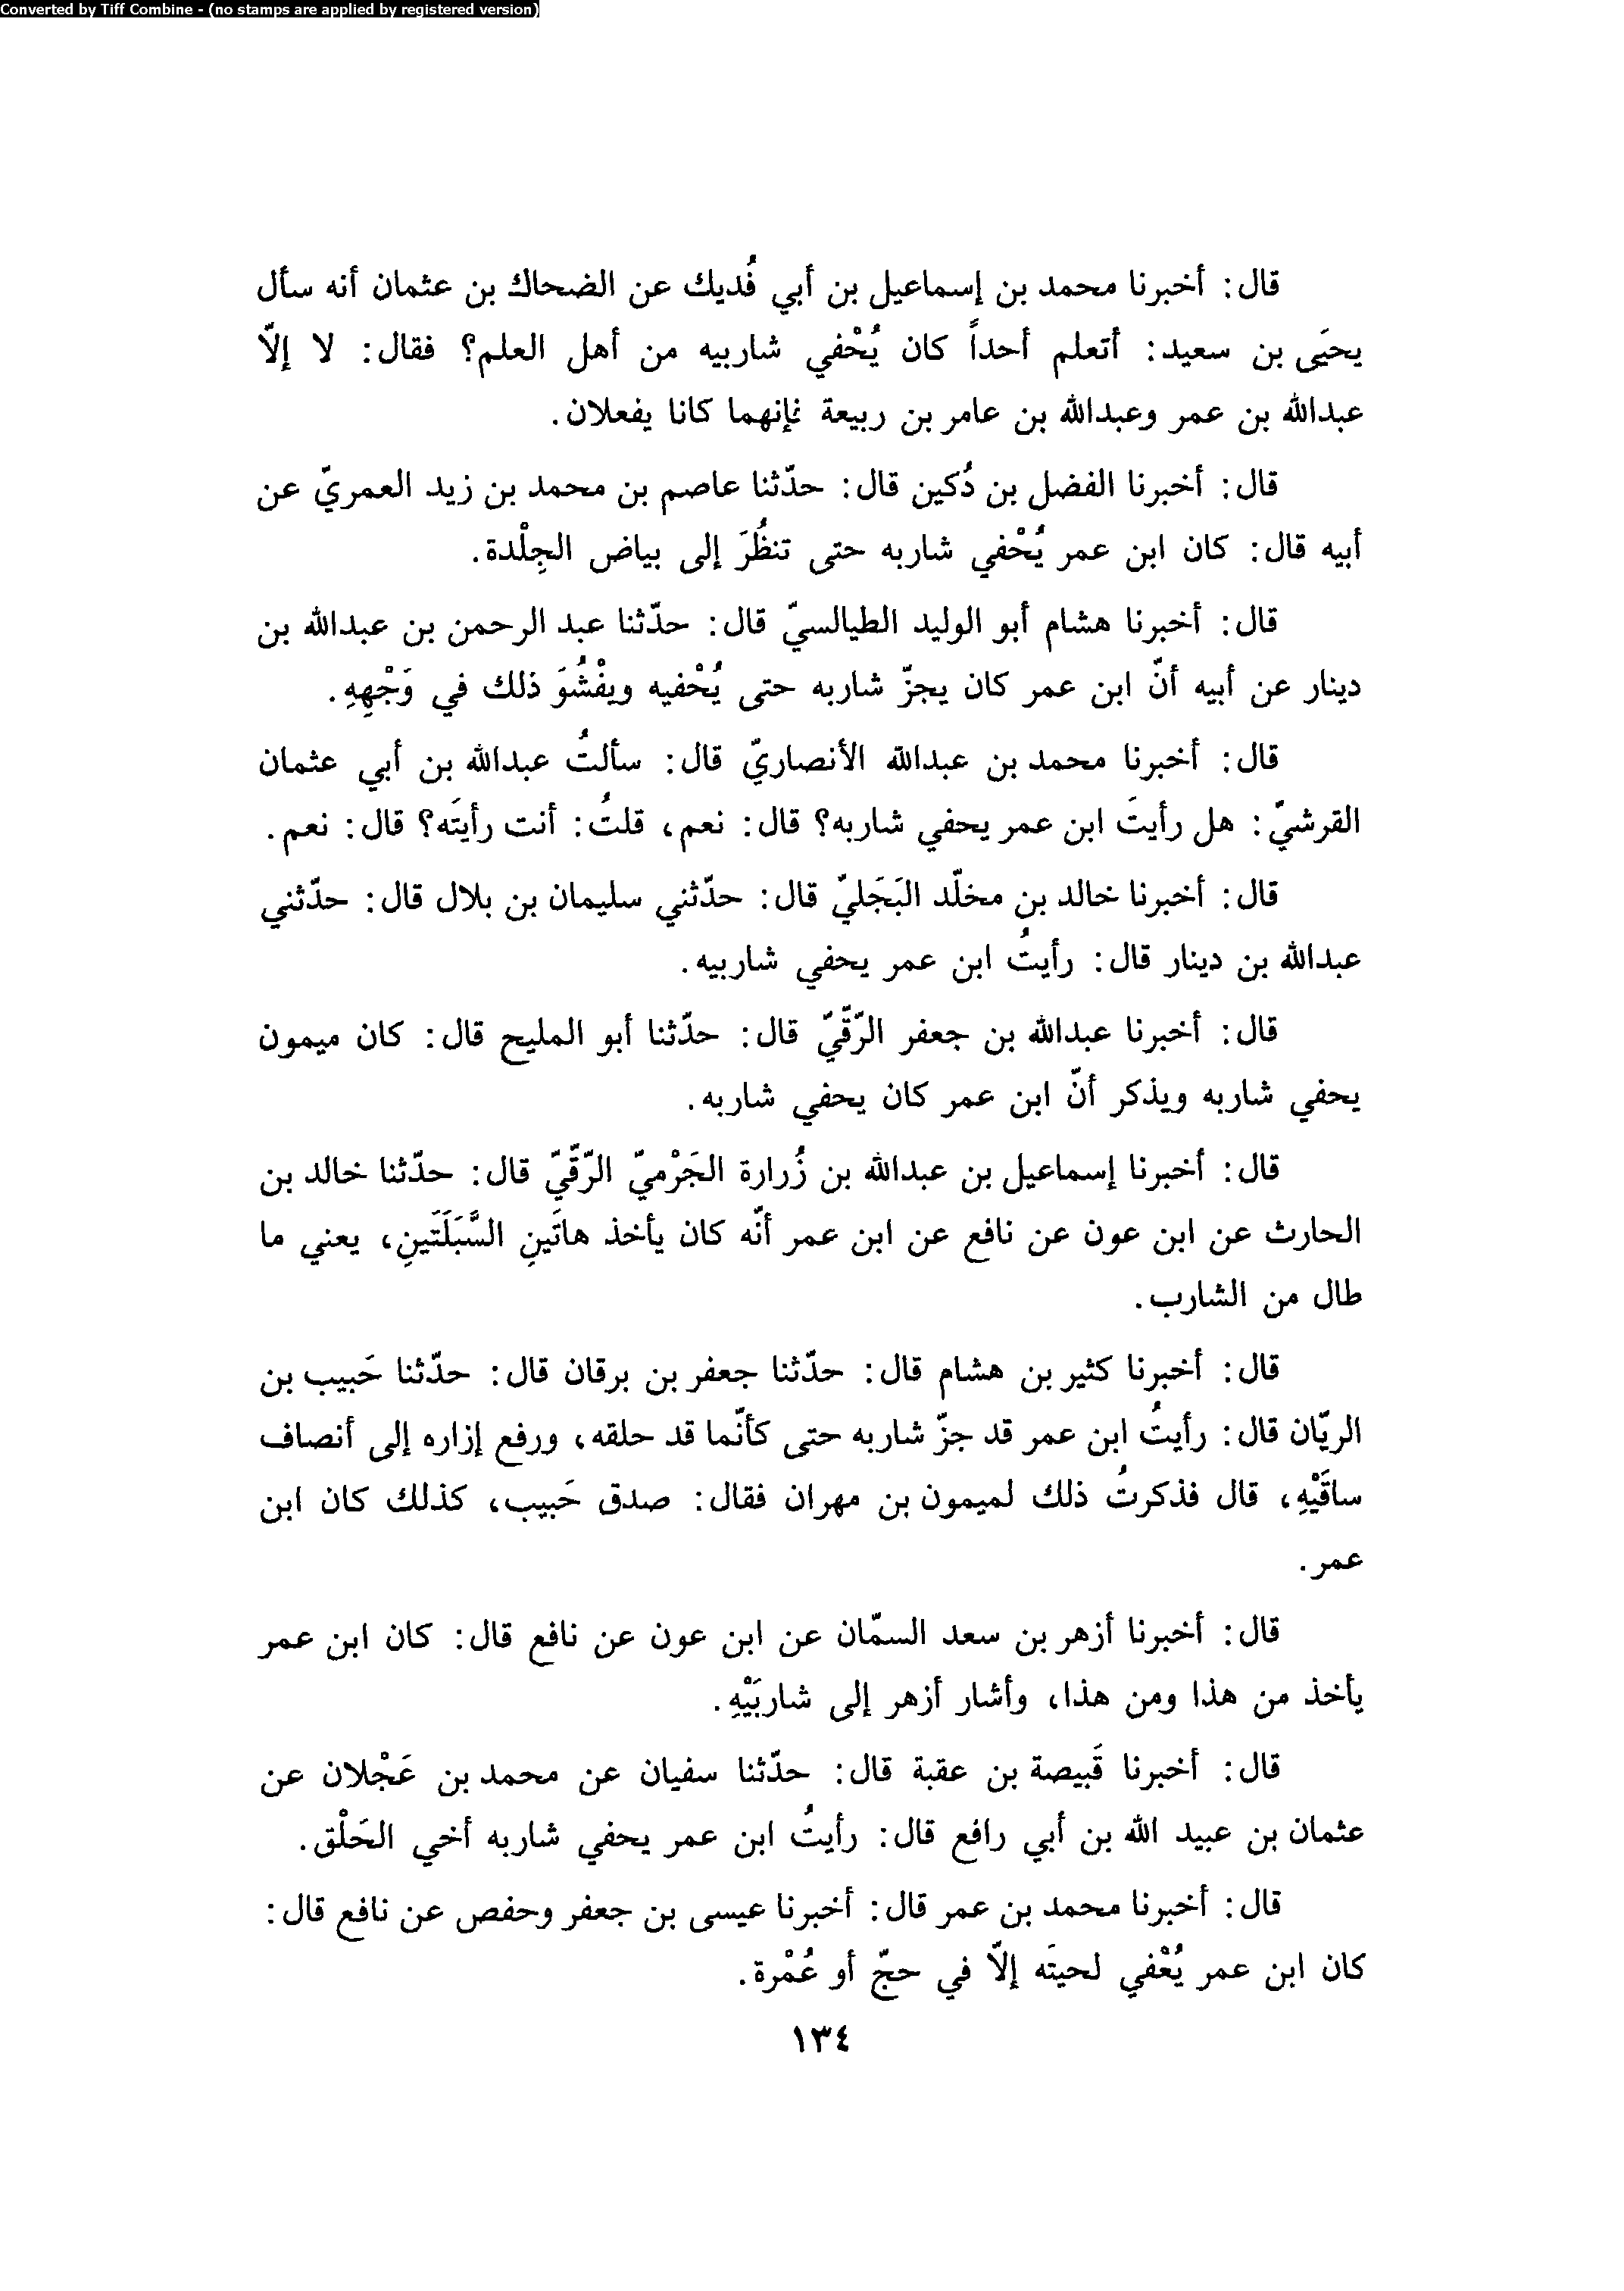 Converted by Tiff Combine - (no stamps are applied by registered version)
قال: أخبرنا محمد بن إسماعيل بن أبي فُديك عن الضحاك بن عثمان أنه سأل
يحيَى بن سعيد: أتعلم أحداً كان يُحْفي شاربيه من أهل العلم؟ فقال: لا إلاّ
عبدالله بن عمر وعبدالله بن عامر بن ربيعة فإنهما كانا يفعلان.
قال: أخبرنا الفضل بن دُكين قال: حدّثنا عاصم بن محمد بن زيد العمريّ عن
أبيه قال: كان ابن عمر يُحْفي شاربه حتى تنظُرَ إلى بياض الجِلْدة.
قال: أخبرنا هشام أبو الوليد الطيالسيّ قال: حدّثنا عبد الرحمن بن عبدالله بن
دينار عن أبيه أنّ ابن عمر كان يجزّ شاربه حتى يُحْفيه ويفْشُوَ ذلك في وَجْهِهِ.
قال: أخبرنا محمد بن عبدالله الأنصاريّ قال: سألتُ عبدالله بن أبي عثمان
القرشيّ: هل رأيتَ ابن عمر يحفي شاربه؟ قال: نعم، قلتُ: أنت رأيتَه؟ قال: نعم.
قال: أخبرنا خالد بن مخلّد البَجَليّ قال: حدّثني سليمان بن بلال قال: حدّثني
عبدالله بن دينار قال: رأيتُ ابن عمر يحفي شاربيه.
قال: أخبرنا عبدالله بن جعفر الرّقّيّ قال: حدّثنا أبو المليح قال: كان ميمون
يحفي شاربه ويذكر أنّ ابن عمر كان يحفي شاربه.
قال: أخبرنا إسماعيل بن عبدالله بن زُرارة الجَرْميّ الرّقّيّ قال: حدّثنا خالد بن
الحارث عن ابن عون عن نافع عن ابن عمر أنّه كان يأخذ هاتَينِ السَّبَلَتَينِ، يعني ما
طال من الشارب.
قال: أخبرنا كثير بن هشام قال: حدّثنا جعفر بن برقان قال: حدّثنا حَبيب بن
الريّان قال: رأيتُ ابن عمر قد جزّ شاربه حتى كأنّما قد حلقه، ورفع إزاره إلى أنصاف
ساقَيْهِ، قال فذكرتُ ذلك لميمون بن مهران فقال: صدق حَبيب، كذلك كان ابن
عمر.
قال: أخبرنا أزهر بن سعد السمّان عن ابن عون عن نافع قال: كان ابن عمر
يأخذ من هذا ومن هذا، وأشار أزهر إلى شاربَيْهِ.
قال: أخبرنا قَبيصة بن عقبة قال: حدّثنا سفيان عن محمد بن عَجْلان عن
عثمان بن عبيد الله بن أبي رافع قال: رأيتُ ابن عمر يحفي شاربه أخي الحَلْق.
قال: أخبرنا محمد بن عمر قال: أخبرنا عيسى بن جعفر وحفص عن نافع قال:
كان ابن عمر يُعْفي لحيتَه إلاّ في حجّ أو عُمْرة.
١٣٤